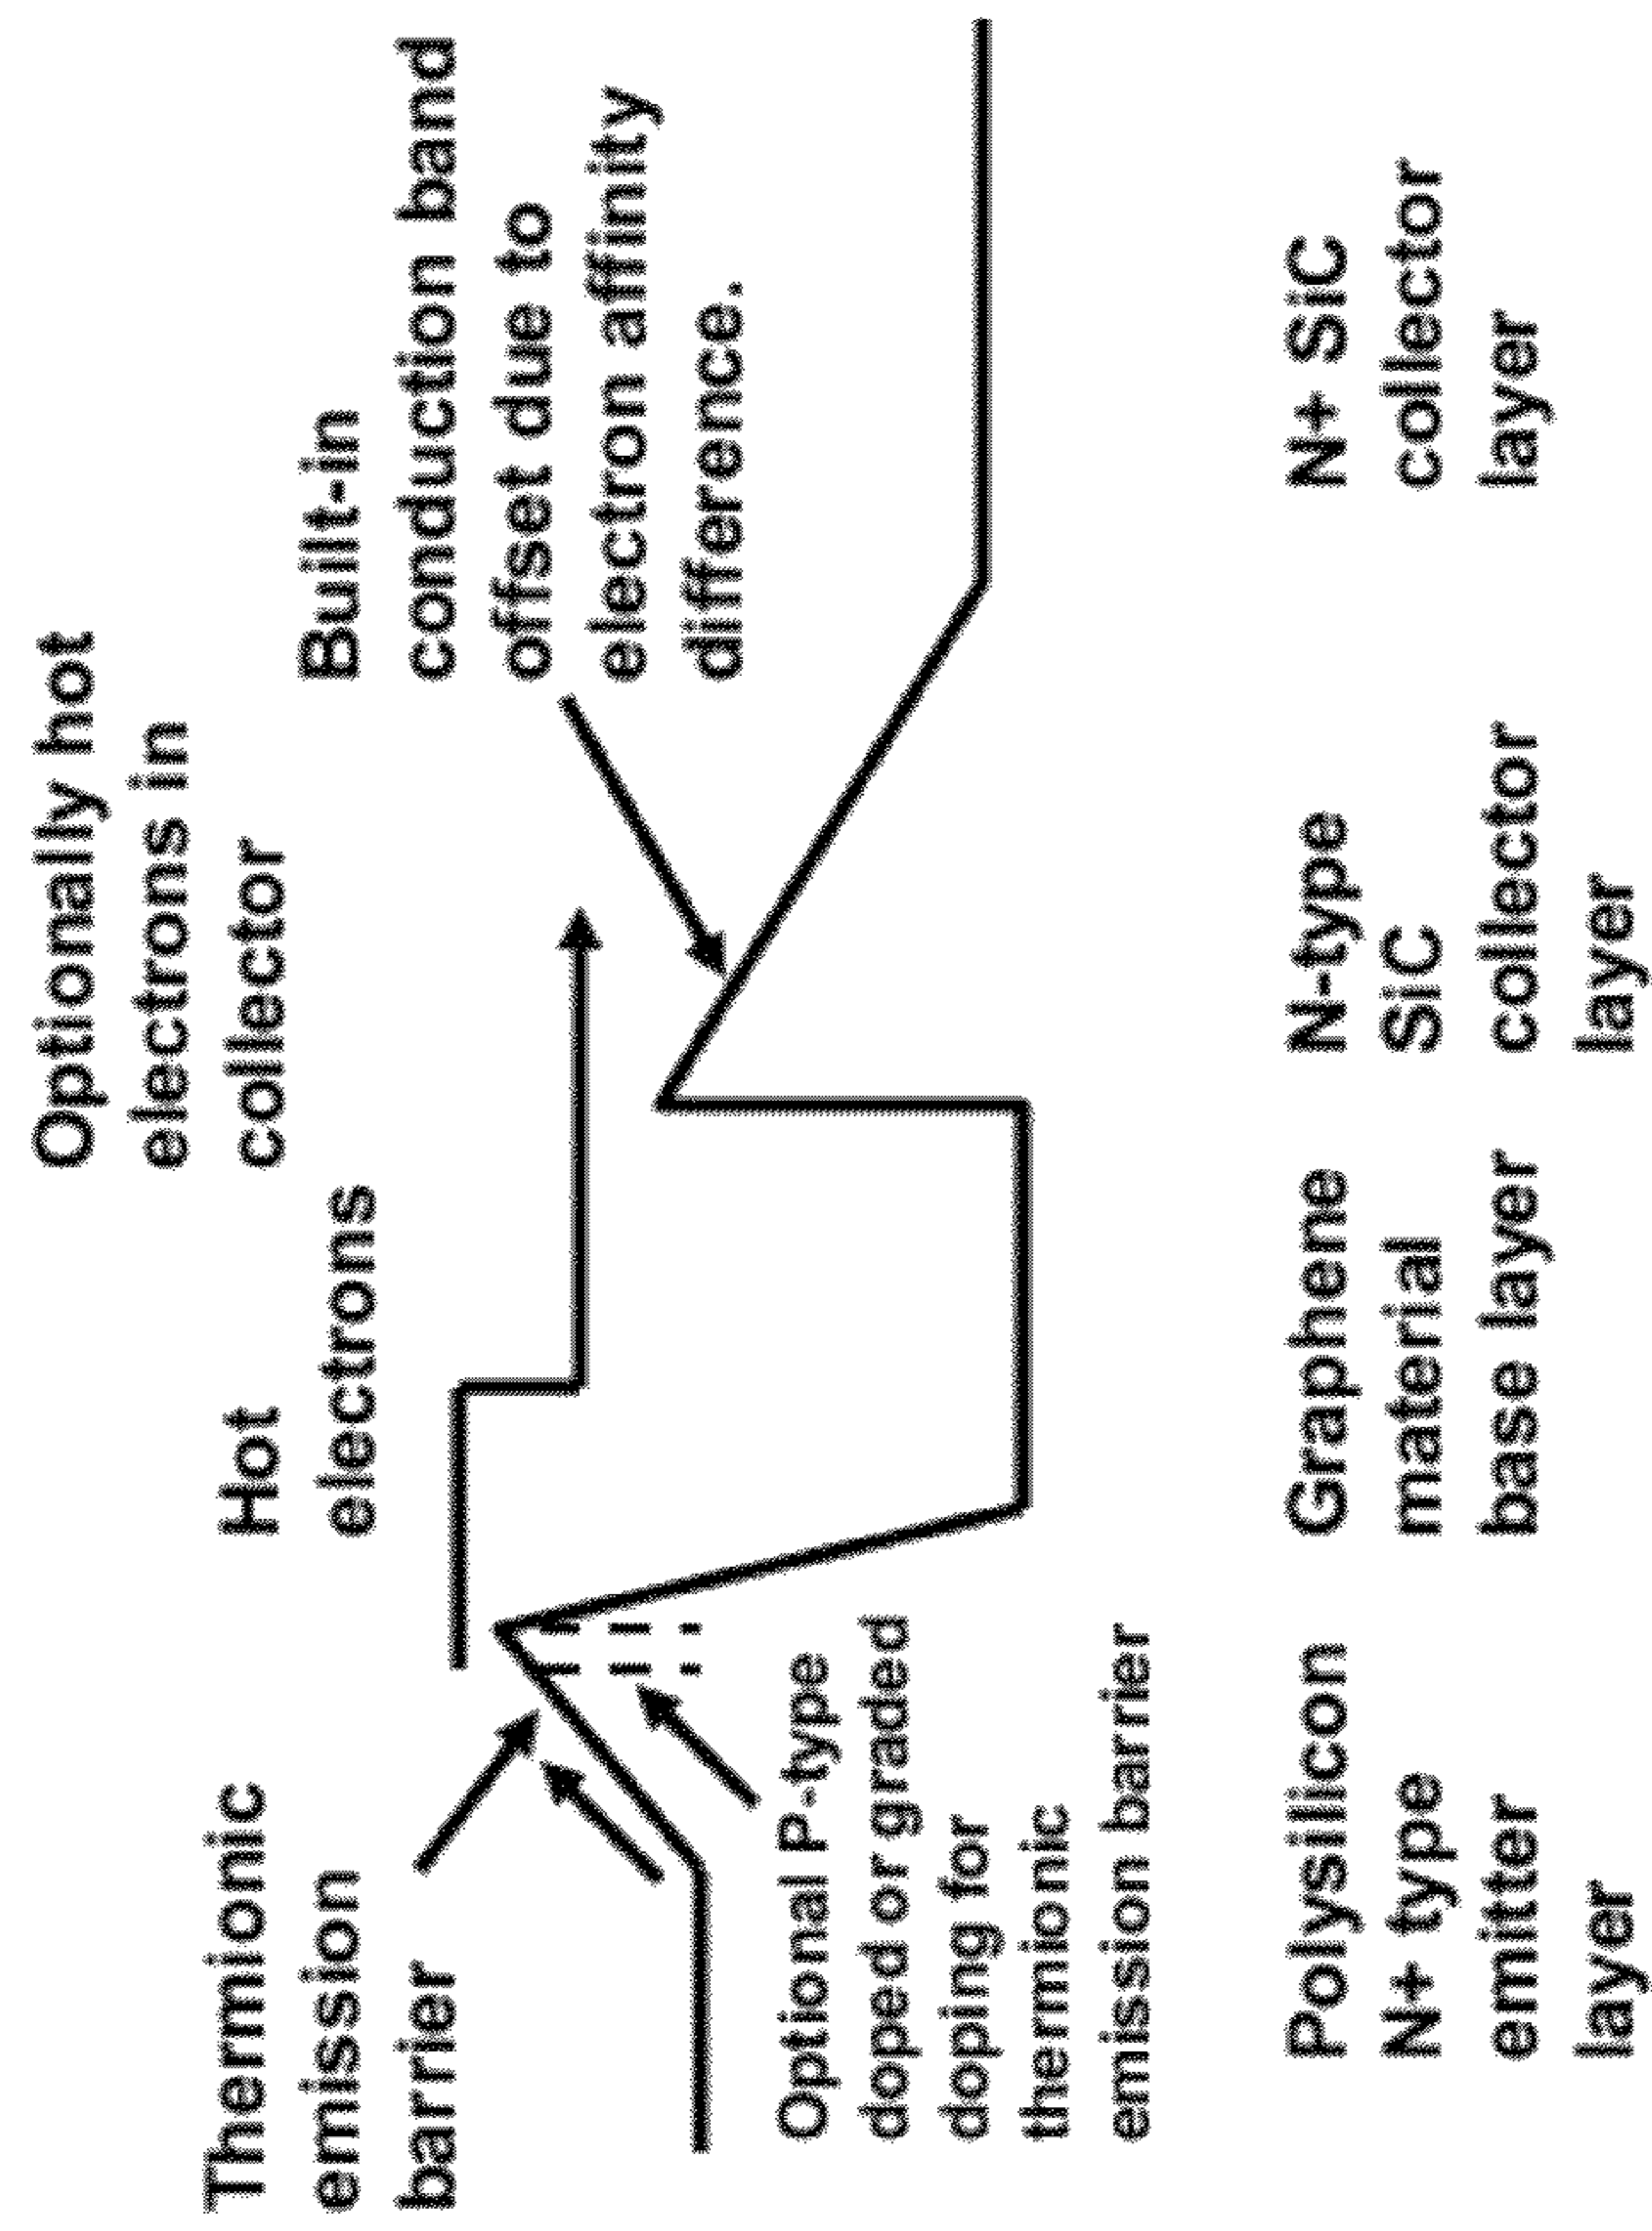 Thermionic
emission
barrier
Hot
electrons
Optionally hot
electrons in
collector
Built-in
conduction band
offset due to
electron affinity
difference.
Optional P-type
doped or graded
doping for
thermionic
emission barrier
Polysilicon
N+ type
emitter
layer
Graphene
material
base layer
N-type
SiC
collector
layer
N+ SiC
collector
layer